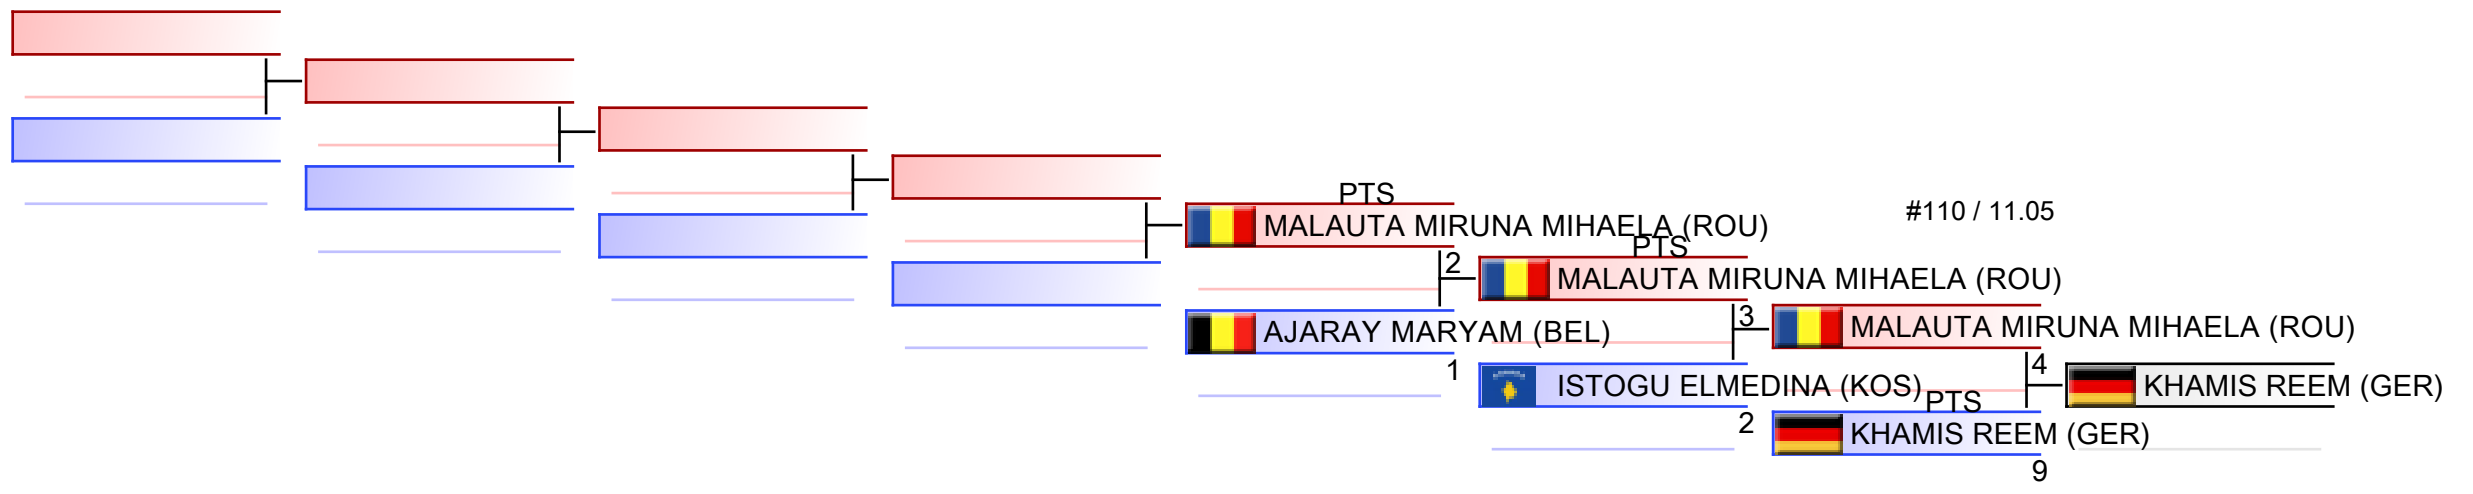 PTS
MALAUTA MIRUNA MIHAELA (ROU)
#110 / 11.05
PTS
2
MALAUTA MIRUNA MIHAELA (ROU)
AJARAY MARYAM (BEL)
3
MALAUTA MIRUNA MIHAELA (ROU)
1
ISTOGU ELMEDINA (KOS)
4
KHAMIS REEM (GER)
PTS
2
KHAMIS REEM (GER)
9